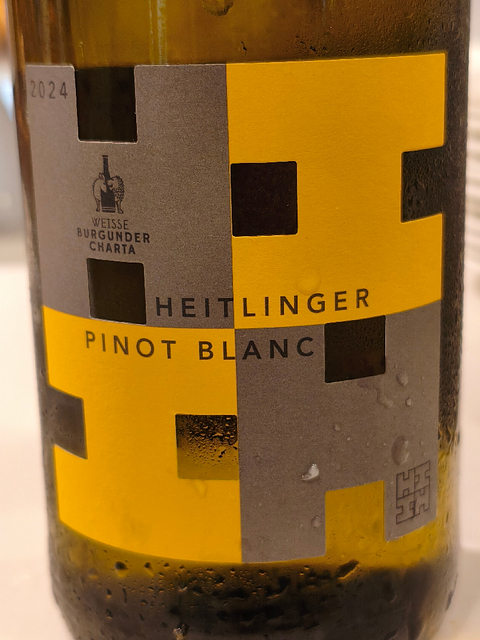 2024
WEISSE
BURGUNDER
CHARTA
HEITLINGER
PINOT BLANC